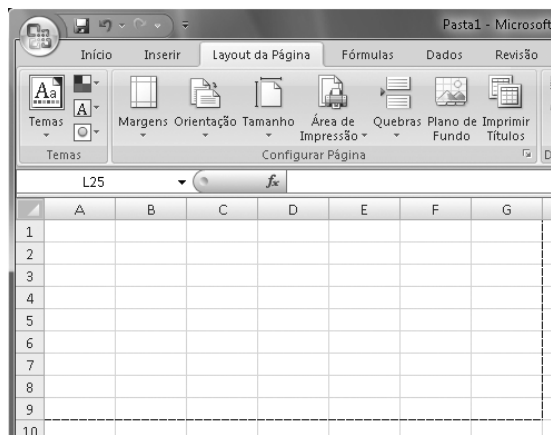 Pasta1 - Microsoft
Início Inserir Layout da Página Fórmulas Dados Revisão
Aa
A
Temas Margens Orientação Tamanho Área de Impressão Quebras Plano de Fundo Imprimir Títulos
Temas Configurar Página
L25 fx
A B C D E F G
1
2
3
4
5
6
7
8
9
10